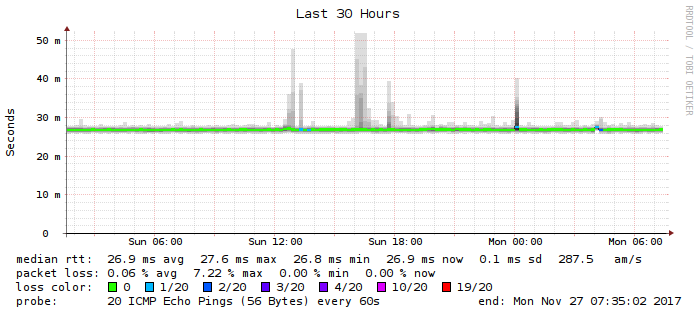 Last 30 Hours
RRDTOOL / TOBI OETIKER
Seconds
50 m
40 m
30 m
20 m
10 m
0
Sun 06:00 Sun 12:00 Sun 18:00 Mon 00:00 Mon 06:00
median rtt: 26.9 ms avg 27.6 ms max 26.8 ms min 26.9 ms now 0.1 ms sd 287.5 am/s
packet loss: 0.06 % avg 7.22 % max 0.00 % min 0.00 % now
loss color: 0 1/20 2/20 3/20 4/20 10/20 19/20
probe: 20 ICMP Echo Pings (56 Bytes) every 60s end: Mon Nov 27 07:35:02 2017